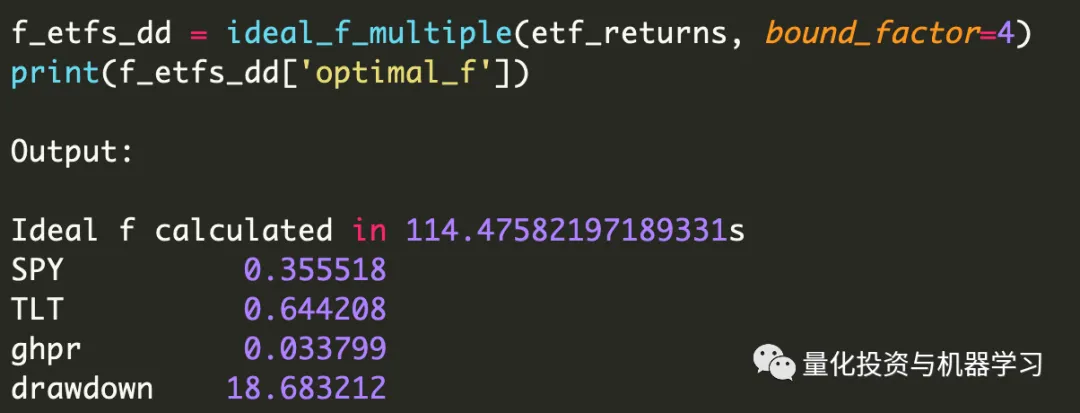 f_etfs_dd = ideal_f_multiple(etf_returns, bound_factor=4)
print(f_etfs_dd['optimal_f'])
Output:
Ideal f calculated in 114.47582197189331s
SPY 0.355518
TLT 0.644208
ghpr 0.033799
drawdown 18.683212
量化投资与机器学习